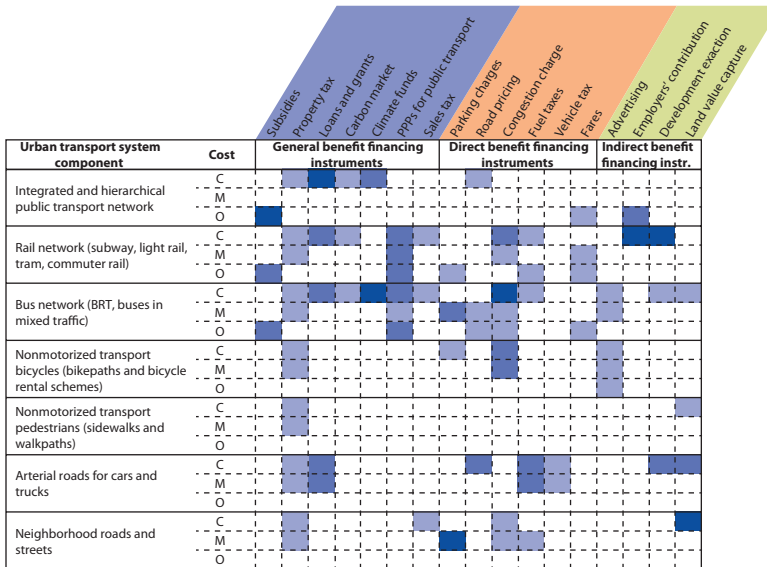 Subsidies
Property tax
Loans and grants
Carbon market
Climate funds
PPPs for public transport
Sales tax
Parking charges
Road pricing
Congestion charge
Fuel taxes
Vehicle tax
Fares
Advertising
Employers’ contribution
Development exaction
Land value capture
Urban transport system
component
Cost
General benefit financing
instruments
Direct benefit financing
instruments
Indirect benefit
financing instr.
Integrated and hierarchical
public transport network
C
M
O
Rail network (subway, light rail,
tram, commuter rail)
C
M
O
Bus network (BRT, buses in
mixed traffic)
C
M
O
Nonmotorized transport
bicycles (bikepaths and bicycle
rental schemes)
C
M
O
Nonmotorized transport
pedestrians (sidewalks and
walkpaths)
C
M
O
Arterial roads for cars and
trucks
C
M
O
Neighborhood roads and
streets
C
M
O